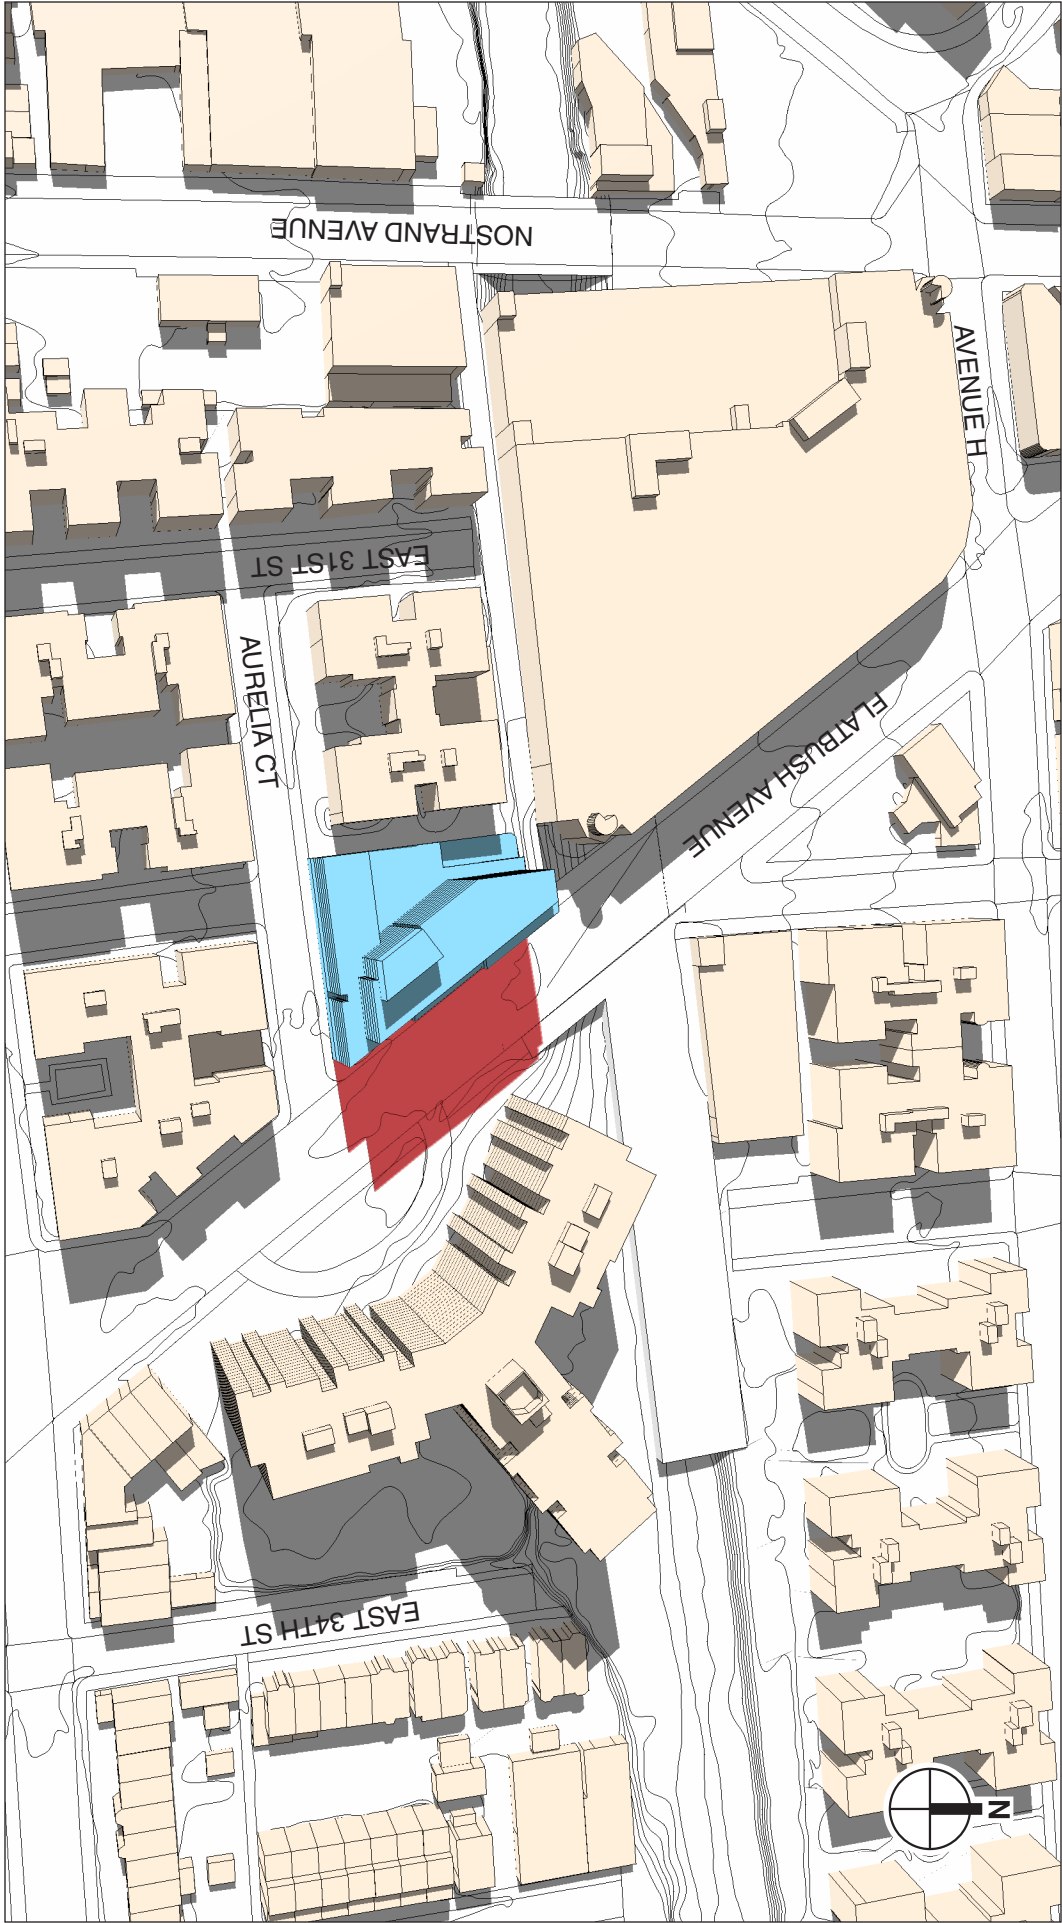 NOSTRAND AVENUE
AVENUE H
EAST 31ST ST
AURELIA CT
FLATBUSH AVENUE
EAST 34TH ST
N